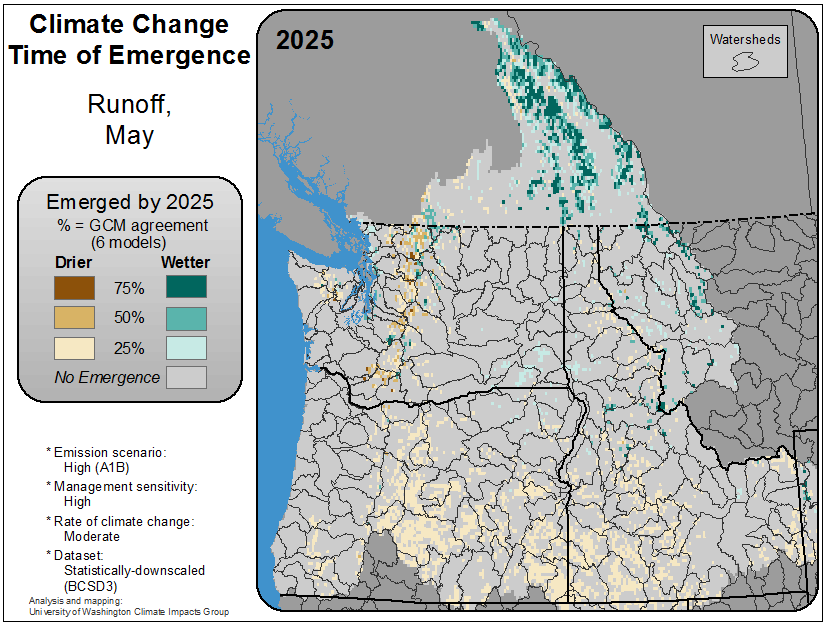 Climate Change
Time of Emergence
Runoff,
May
Emerged by 2025
% = GCM agreement
(6 models)
Drier
Wetter
75%
50%
25%
No Emergence
* Emission scenario:
High (A1B)
* Management sensitivity:
High
* Rate of climate change:
Moderate
* Dataset:
Statistically-downscaled
(BCSD3)
Analysis and mapping:
University of Washington Climate Impacts Group
2025
Watersheds